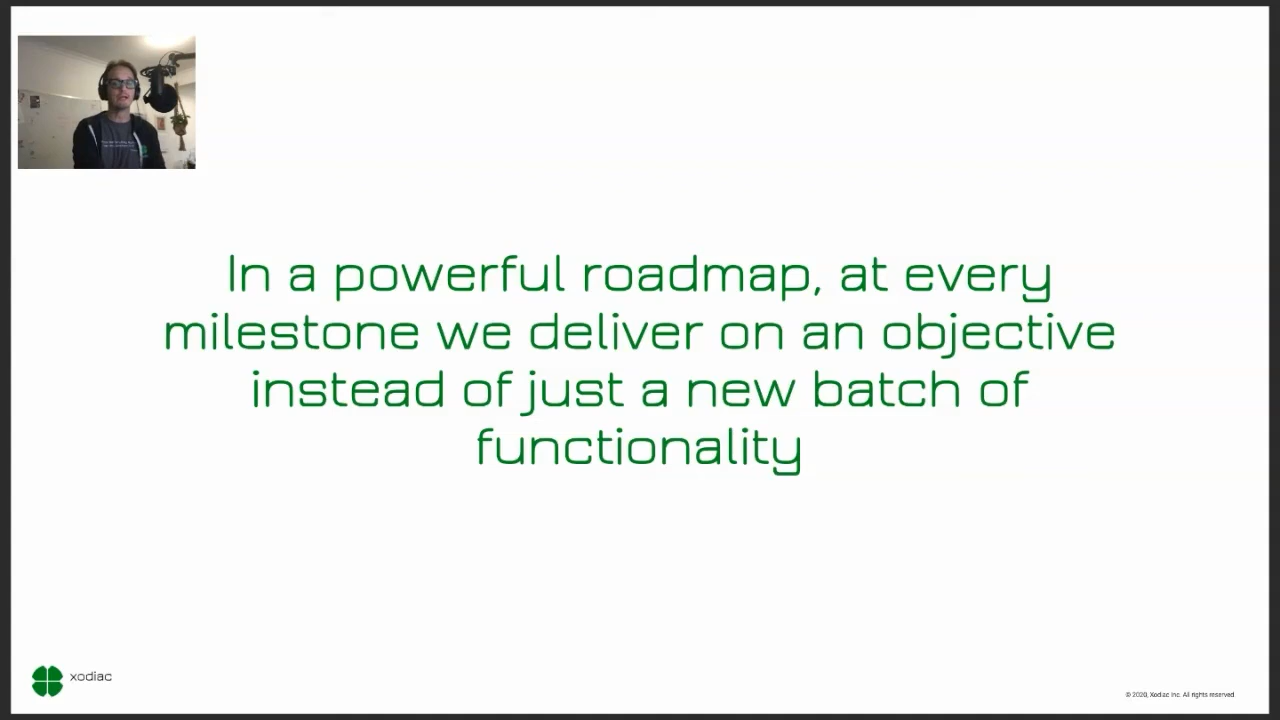 In a powerful roadmap, at every
milestone we deliver on an objective
instead of just a new batch of
functionality
xodiac
© 2020, Xodiac Inc. All rights reserved